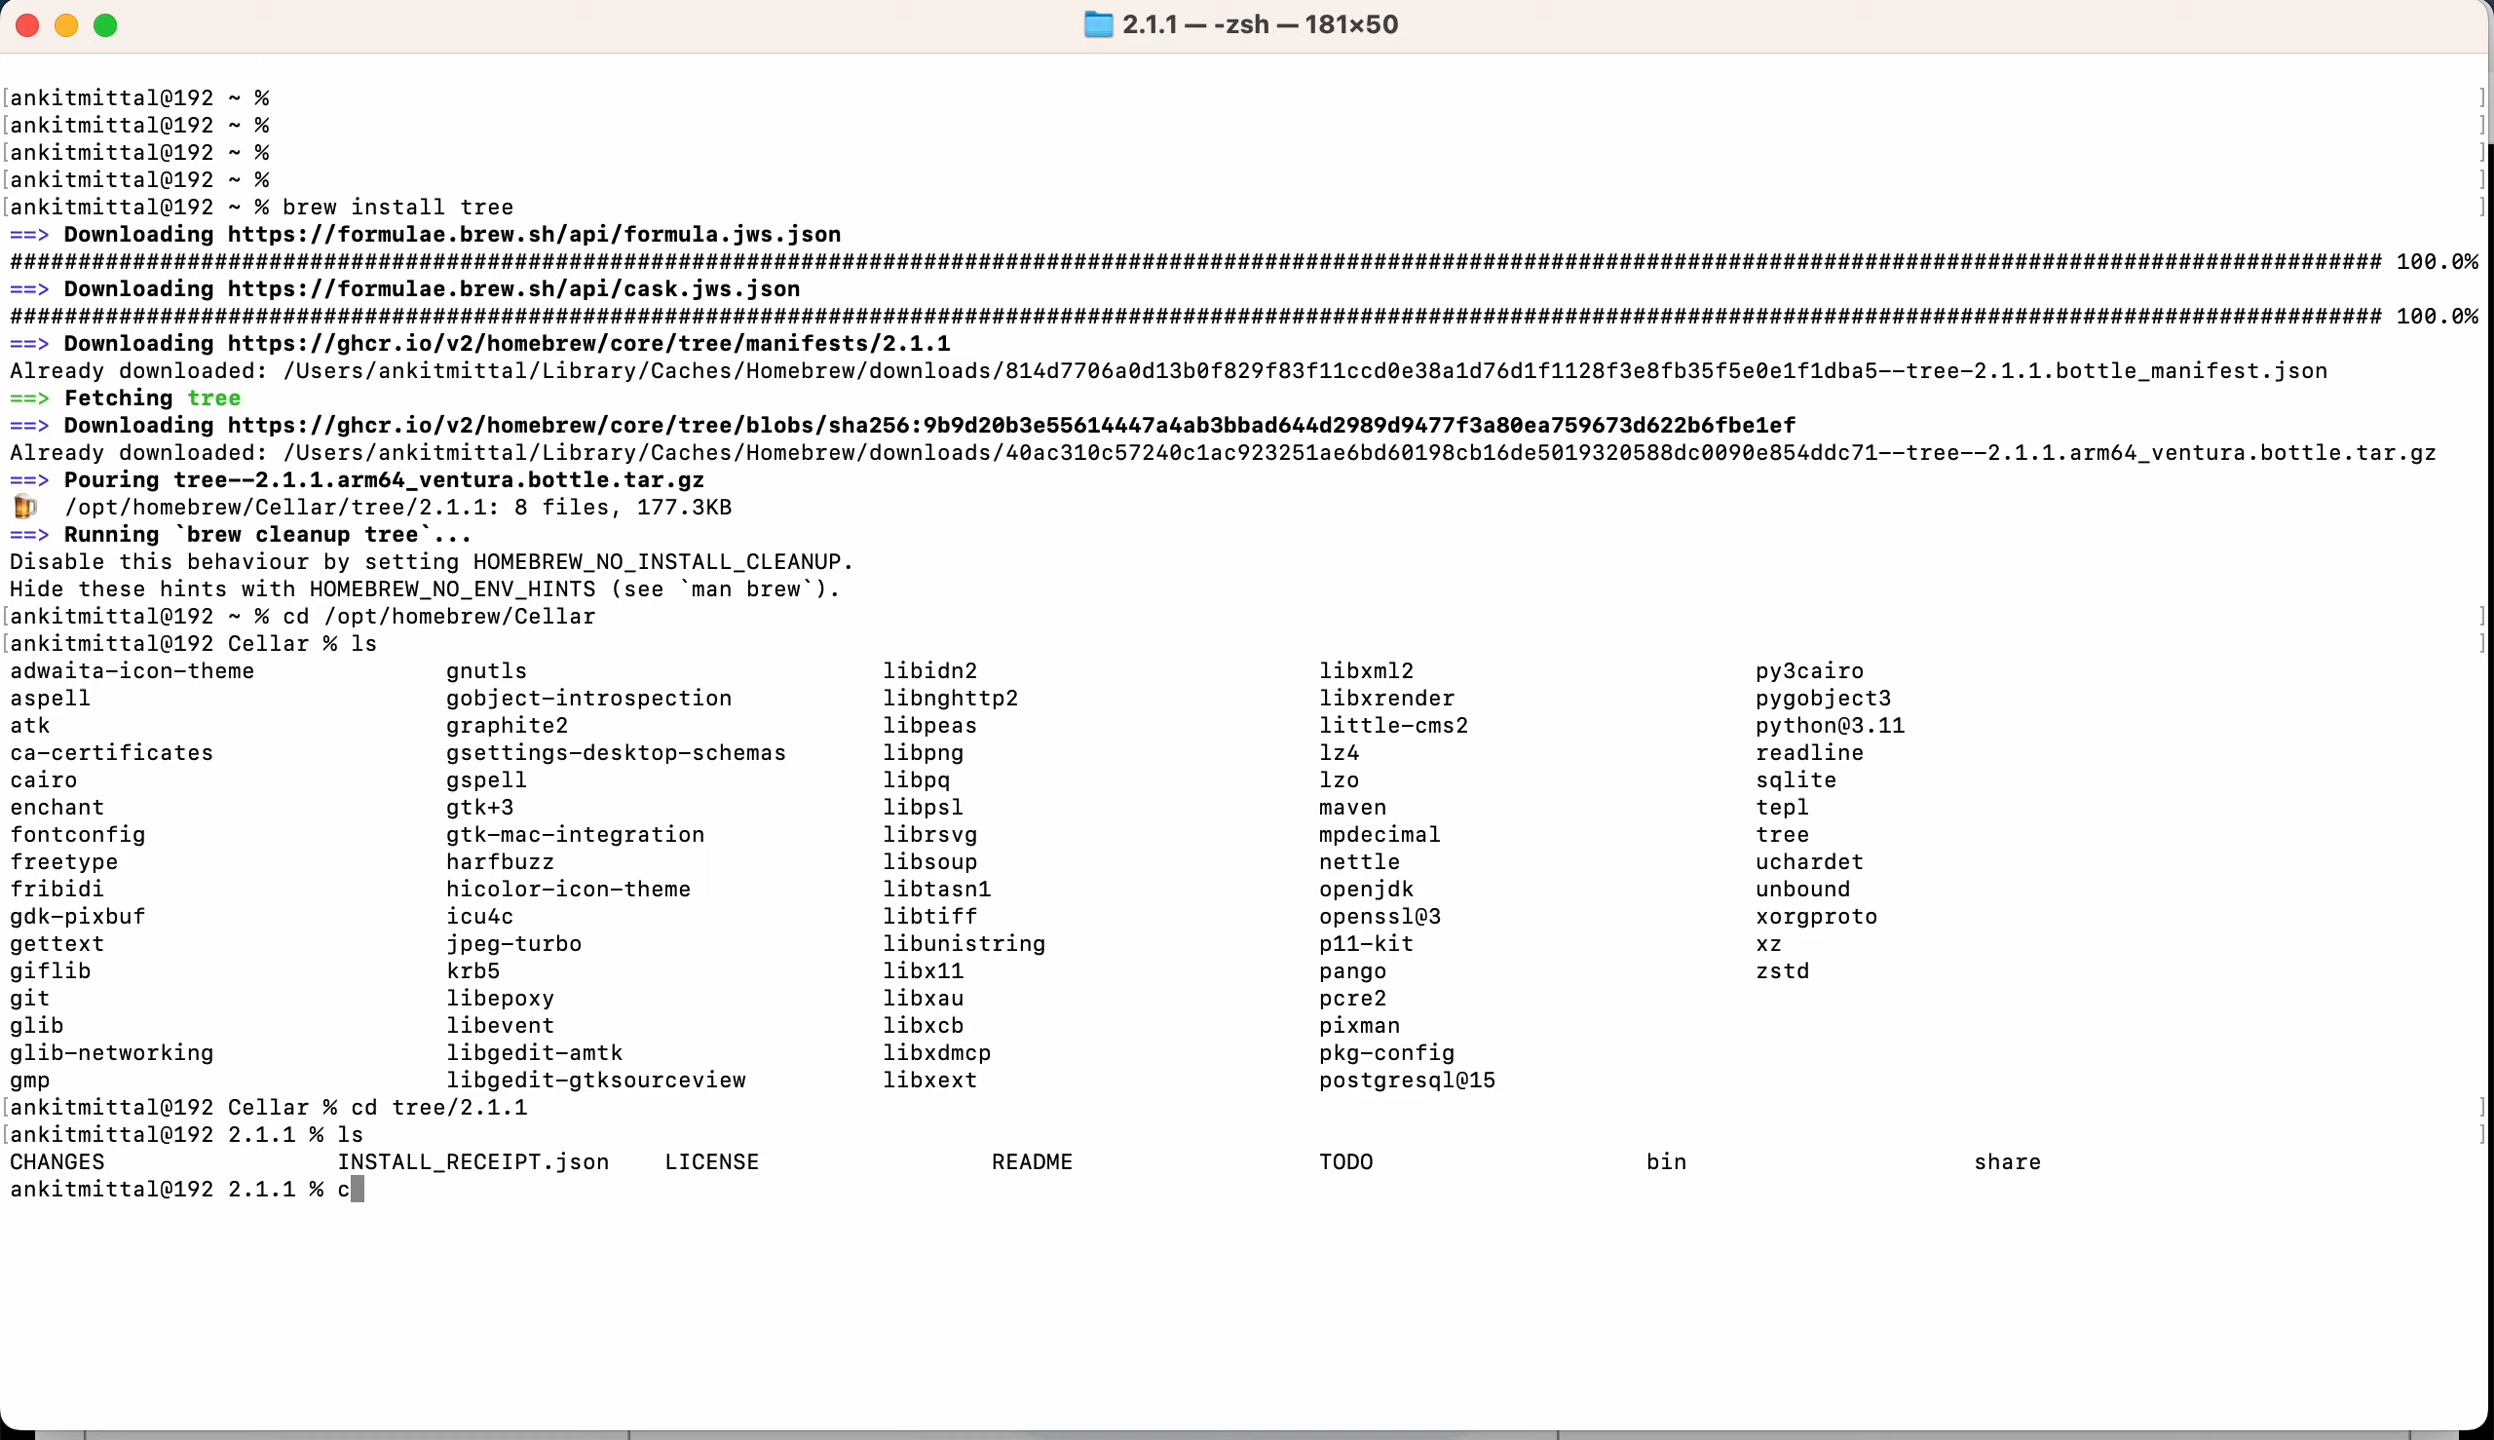 2.1.1 — -zsh — 181×50
[ankitmittal@192 ~ % ]
[ankitmittal@192 ~ % ]
[ankitmittal@192 ~ % ]
[ankitmittal@192 ~ % ]
[ankitmittal@192 ~ % brew install tree ]
==> Downloading https://formulae.brew.sh/api/formula.jws.json
############################################################################################################################################################################## 100.0%
==> Downloading https://formulae.brew.sh/api/cask.jws.json
############################################################################################################################################################################## 100.0%
==> Downloading https://ghcr.io/v2/homebrew/core/tree/manifests/2.1.1
Already downloaded: /Users/ankitmittal/Library/Caches/Homebrew/downloads/814d7706a0d13b0f829f83f11ccd0e38a1d76d1f1128f3e8fb35f5e0e1f1dba5--tree-2.1.1.bottle_manifest.json
==> Fetching tree
==> Downloading https://ghcr.io/v2/homebrew/core/tree/blobs/sha256:9b9d20b3e55614447a4ab3bbad644d2989d9477f3a80ea759673d622b6fbe1ef
Already downloaded: /Users/ankitmittal/Library/Caches/Homebrew/downloads/40ac310c57240c1ac923251ae6bd60198cb16de5019320588dc0090e854ddc71--tree--2.1.1.arm64_ventura.bottle.tar.gz
==> Pouring tree--2.1.1.arm64_ventura.bottle.tar.gz
🍺  /opt/homebrew/Cellar/tree/2.1.1: 8 files, 177.3KB
==> Running `brew cleanup tree`...
Disable this behaviour by setting HOMEBREW_NO_INSTALL_CLEANUP.
Hide these hints with HOMEBREW_NO_ENV_HINTS (see `man brew`).
[ankitmittal@192 ~ % cd /opt/homebrew/Cellar ]
[ankitmittal@192 Cellar % ls ]
adwaita-icon-theme gnutls libidn2 libxml2 py3cairo
aspell gobject-introspection libnghttp2 libxrender pygobject3
atk graphite2 libpeas little-cms2 python@3.11
ca-certificates gsettings-desktop-schemas libpng lz4 readline
cairo gspell libpq lzo sqlite
enchant gtk+3 libpsl maven tepl
fontconfig gtk-mac-integration librsvg mpdecimal tree
freetype harfbuzz libsoup nettle uchardet
fribidi hicolor-icon-theme libtasn1 openjdk unbound
gdk-pixbuf icu4c libtiff openssl@3 xorgproto
gettext jpeg-turbo libunistring p11-kit xz
giflib krb5 libx11 pango zstd
git libepoxy libxau pcre2
glib libevent libxcb pixman
glib-networking libgedit-amtk libxdmcp pkg-config
gmp libgedit-gtksourceview libxext postgresql@15
[ankitmittal@192 Cellar % cd tree/2.1.1 ]
[ankitmittal@192 2.1.1 % ls ]
CHANGES INSTALL_RECEIPT.json LICENSE README TODO bin share
ankitmittal@192 2.1.1 % c